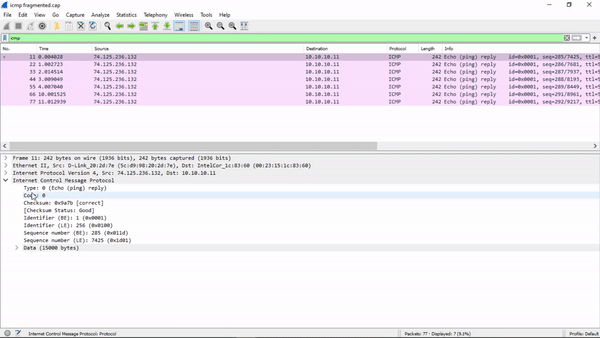 icmp fragmented.cap
File Edit View Go Capture Analyze Statistics Telephony Wireless Tools Help
icmp
No. Time Source Destination Protocol Length Info
11 0.004828 74.125.236.132 10.10.10.11 ICMP 242 Echo (ping) reply id=0x0001, seq=285/7425, ttl=5
22 1.002723 74.125.236.132 10.10.10.11 ICMP 242 Echo (ping) reply id=0x0001, seq=286/7681, ttl=5
33 2.014514 74.125.236.132 10.10.10.11 ICMP 242 Echo (ping) reply id=0x0001, seq=287/7937, ttl=5
44 3.009049 74.125.236.132 10.10.10.11 ICMP 242 Echo (ping) reply id=0x0001, seq=288/8193, ttl=5
55 4.007040 74.125.236.132 10.10.10.11 ICMP 242 Echo (ping) reply id=0x0001, seq=289/8449, ttl=5
66 10.001525 74.125.236.132 10.10.10.11 ICMP 242 Echo (ping) reply id=0x0001, seq=291/8961, ttl=5
77 11.012939 74.125.236.132 10.10.10.11 ICMP 242 Echo (ping) reply id=0x0001, seq=292/9217, ttl=5
Frame 11: 242 bytes on wire (1936 bits), 242 bytes captured (1936 bits)
Ethernet II, Src: D-Link_20:2d:7e (5c:d9:98:20:2d:7e), Dst: IntelCor_1c:83:60 (00:23:15:1c:83:60)
Internet Protocol Version 4, Src: 74.125.236.132, Dst: 10.10.10.11
Internet Control Message Protocol
Type: 0 (Echo (ping) reply)
Code: 0
Checksum: 0x9a7b [correct]
[Checksum Status: Good]
Identifier (BE): 1 (0x0001)
Identifier (LE): 256 (0x0100)
Sequence number (BE): 285 (0x011d)
Sequence number (LE): 7425 (0x1d01)
Data (15000 bytes)
Internet Control Message Protocol: Protocol
Packets: 77 · Displayed: 7 (9.1%)
Profile: Default